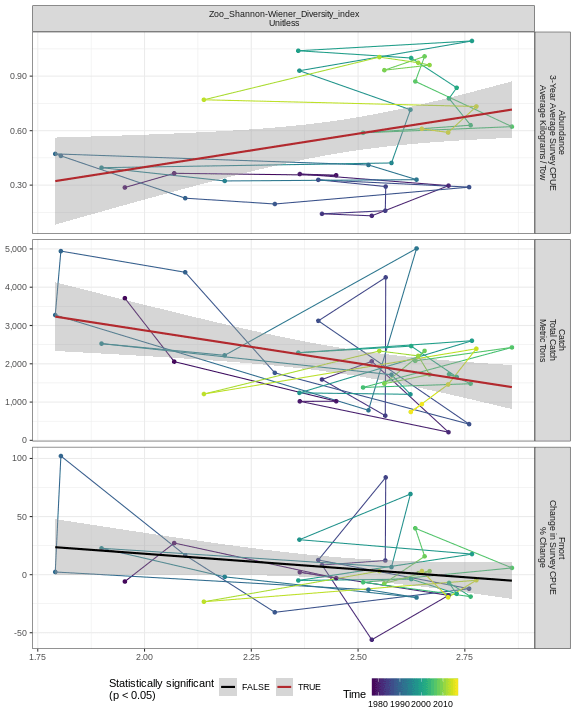 Zoo_Shannon-Wiener_Diversity_index
Unitless
0.90
0.60
0.30
Abundance
3-Year Average Survey CPUE
Average Kilograms / Tow
5,000
4,000
3,000
2,000
1,000
0
Catch
Total Catch
Metric Tons
100
50
0
-50
Fmort
Change in Survey CPUE
% Change
1.75
2.00
2.25
2.50
2.75
Statistically significant
(p < 0.05)
FALSE
TRUE
Time
1980 1990 2000 2010